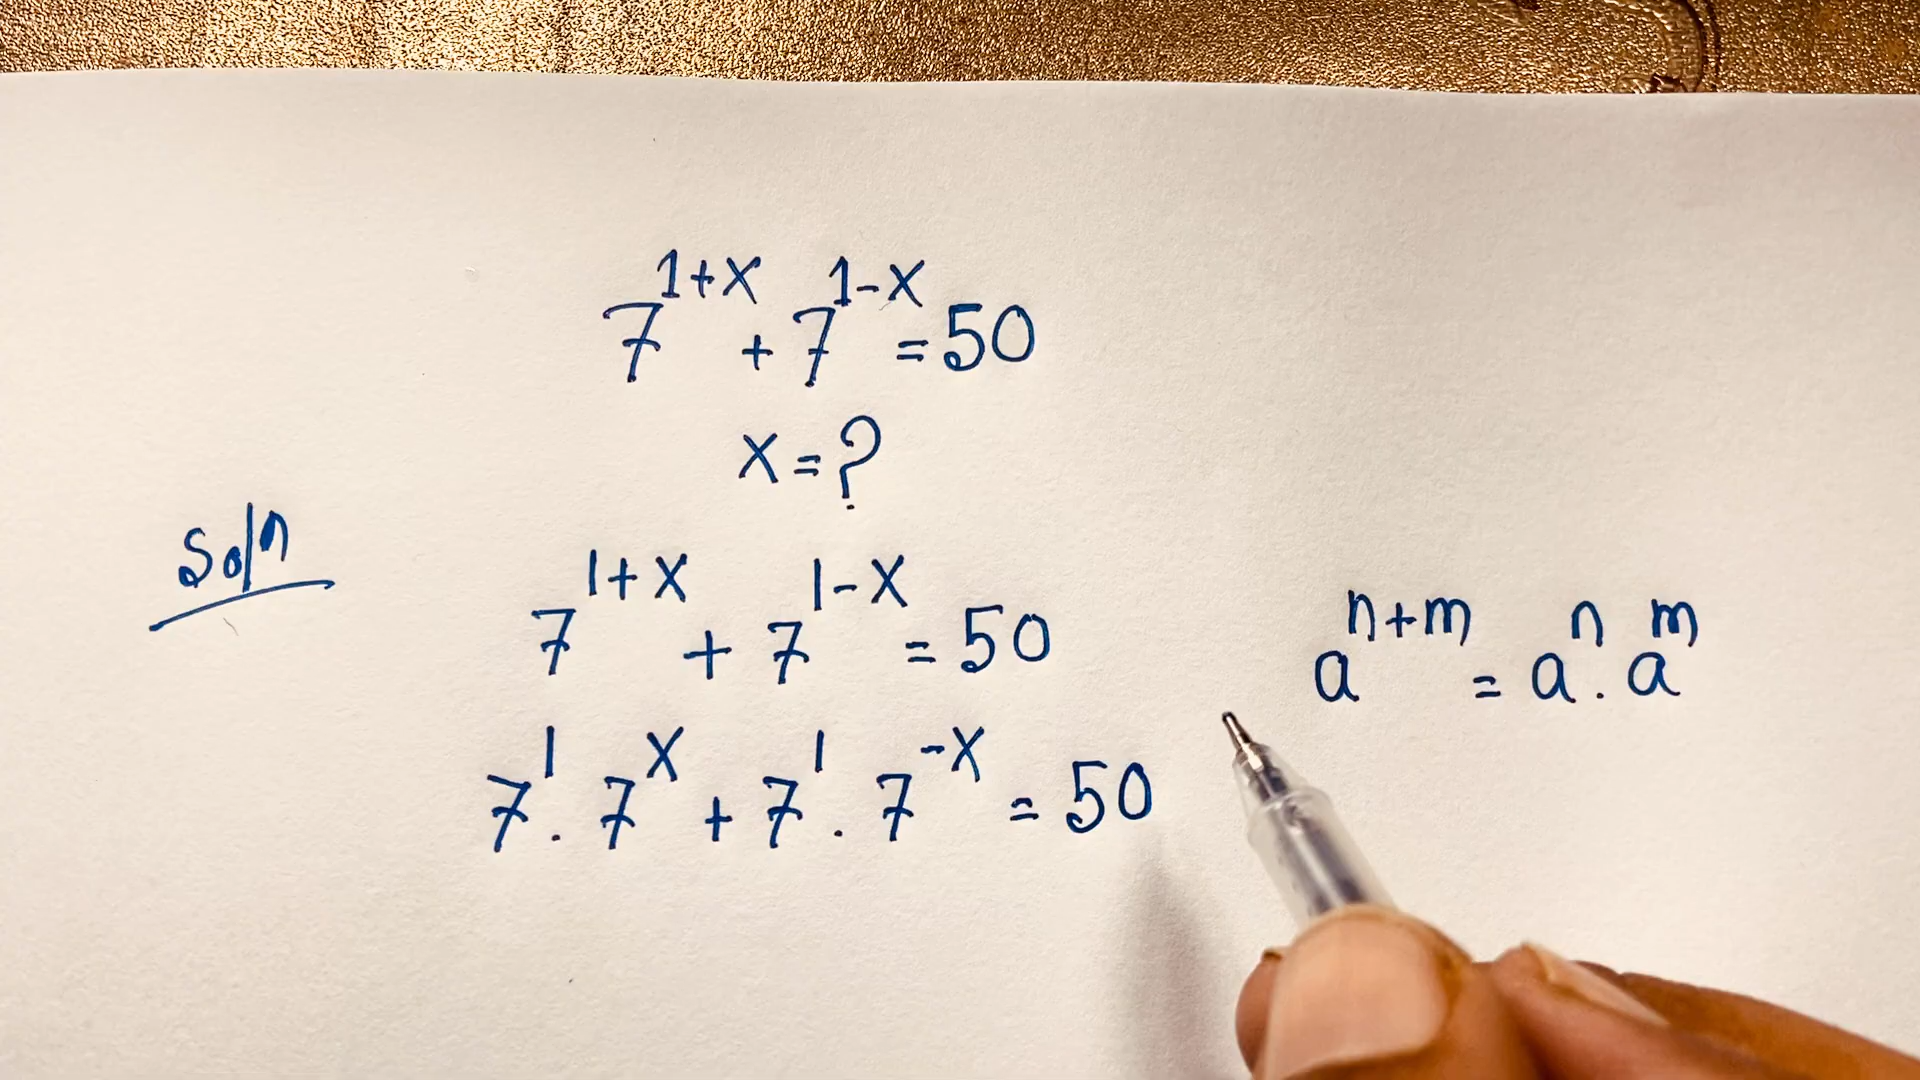 7^{1+x} + 7^{1-x} = 50
x = ?
Soln
7^{1+x} + 7^{1-x} = 50
a^{n+m} = a^n . a^m
7^1 . 7^x + 7^1 . 7^{-x} = 50